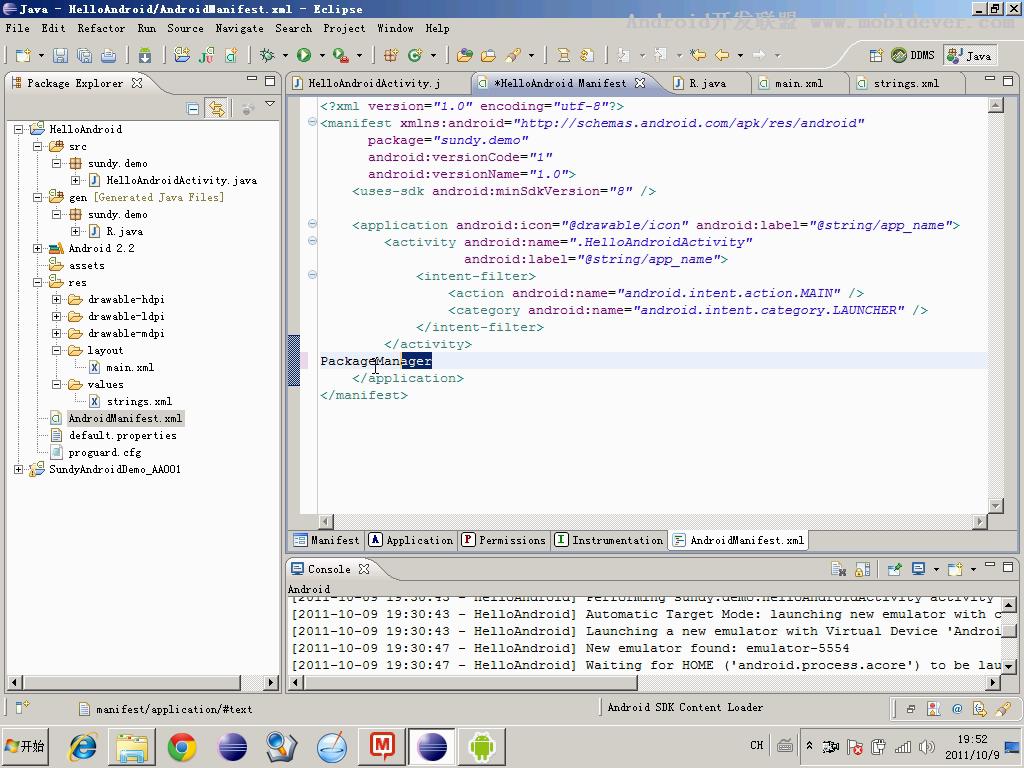 Java - HelloAndroid/AndroidManifest.xml - Eclipse
Android开发联盟 www.mobidever.com
File Edit Refactor Run Source Navigate Search Project Window Help
DDMS Java
Package Explorer
HelloAndroidActivity.j *HelloAndroid Manifest R.java main.xml strings.xml
HelloAndroid
src
sundy.demo
HelloAndroidActivity.java
gen [Generated Java Files]
sundy.demo
R.java
Android 2.2
assets
res
drawable-hdpi
drawable-ldpi
drawable-mdpi
layout
main.xml
values
strings.xml
AndroidManifest.xml
default.properties
proguard.cfg
SundyAndroidDemo_AA001
<?xml version="1.0" encoding="utf-8"?>
<manifest xmlns:android="http://schemas.android.com/apk/res/android"
package="sundy.demo"
android:versionCode="1"
android:versionName="1.0">
<uses-sdk android:minSdkVersion="8" />
<application android:icon="@drawable/icon" android:label="@string/app_name">
<activity android:name=".HelloAndroidActivity"
android:label="@string/app_name">
<intent-filter>
<action android:name="android.intent.action.MAIN" />
<category android:name="android.intent.category.LAUNCHER" />
</intent-filter>
</activity>
PackageManager
</application>
</manifest>
Manifest A Application P Permissions I Instrumentation AndroidManifest.xml
Console
Android
[2011-10-09 19:30:43 - HelloAndroid] Performing sundy.demo.HelloAndroidActivity activity
[2011-10-09 19:30:43 - HelloAndroid] Automatic Target Mode: launching new emulator with c
[2011-10-09 19:30:43 - HelloAndroid] Launching a new emulator with Virtual Device 'Androi
[2011-10-09 19:30:47 - HelloAndroid] New emulator found: emulator-5554
[2011-10-09 19:30:47 - HelloAndroid] Waiting for HOME ('android.process.acore') to be lau
manifest/application/#text
Android SDK Content Loader
开始
CH
19:52
2011/10/9